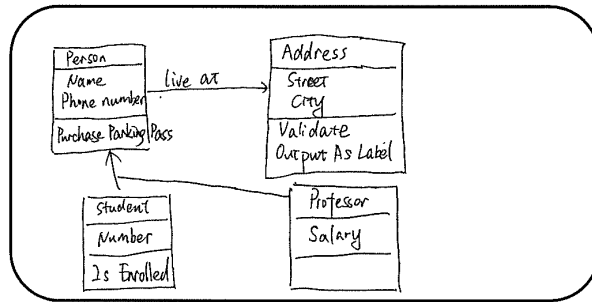 Person
Name
Phone number
Purchase Parking Pass
live at
Address
Street
City
Validate
Output As Label
Student
Number
Is Enrolled
Professor
Salary